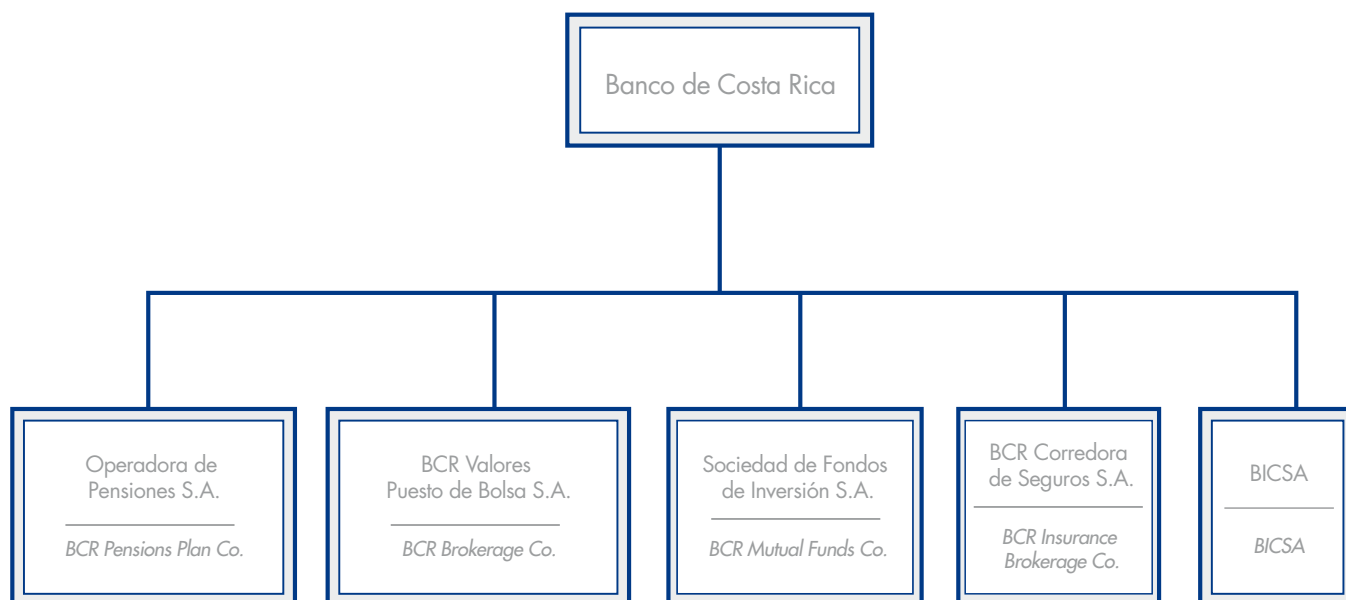 Banco de Costa Rica
Operadora de
Pensiones S.A.
BCR Pensions Plan Co.
BCR Valores
Puesto de Bolsa S.A.
BCR Brokerage Co.
Sociedad de Fondos
de Inversión S.A.
BCR Mutual Funds Co.
BCR Corredora
de Seguros S.A.
BCR Insurance
Brokerage Co.
BICSA
BICSA